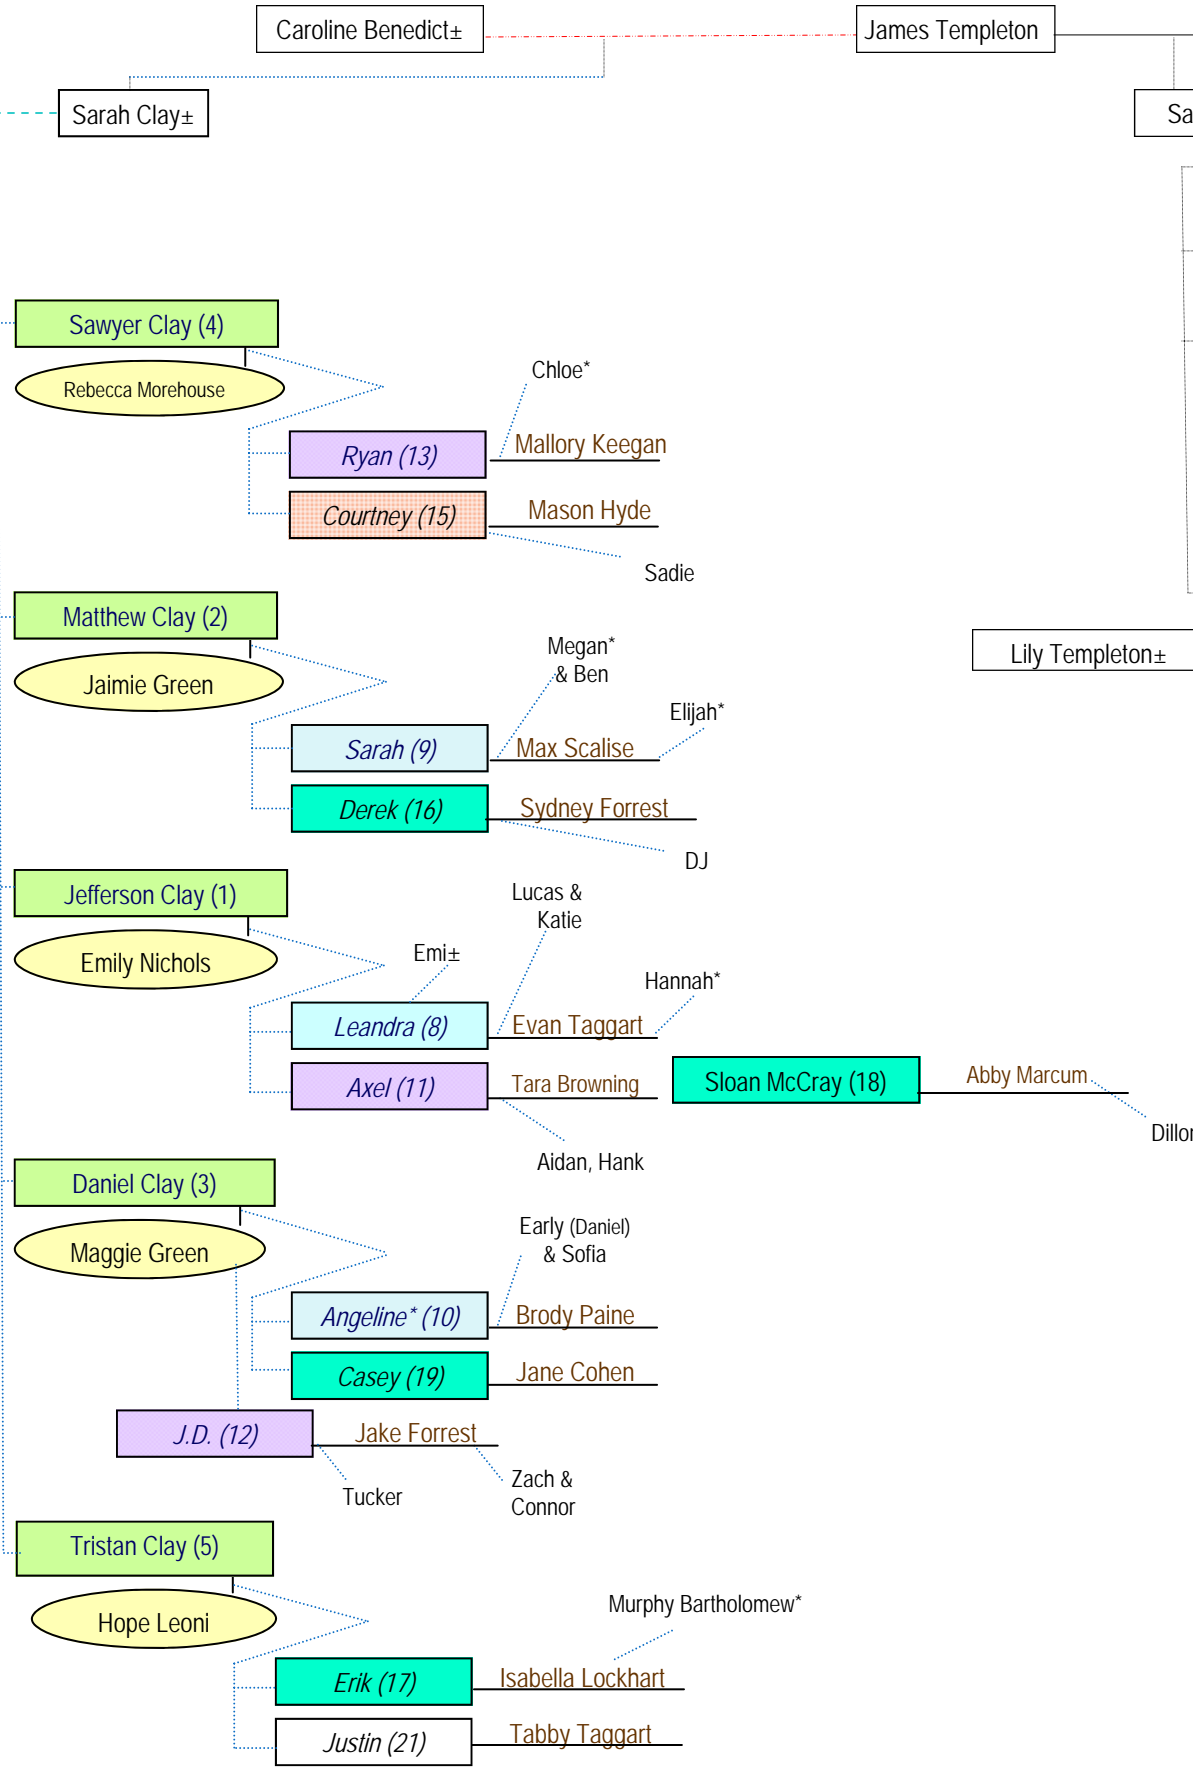 Caroline Benedict±
James Templeton
Sarah Clay±
Sa
Sawyer Clay (4)
Rebecca Morehouse
Chloe*
Ryan (13)
Mallory Keegan
Courtney (15)
Mason Hyde
Sadie
Matthew Clay (2)
Jaimie Green
Megan*
& Ben
Lily Templeton±
Elijah*
Sarah (9)
Max Scalise
Derek (16)
Sydney Forrest
DJ
Jefferson Clay (1)
Emily Nichols
Lucas &
Katie
Emi±
Hannah*
Leandra (8)
Evan Taggart
Axel (11)
Tara Browning
Sloan McCray (18)
Abby Marcum
Dillon
Aidan, Hank
Daniel Clay (3)
Maggie Green
Early (Daniel)
& Sofia
Angeline* (10)
Brody Paine
Casey (19)
Jane Cohen
J.D. (12)
Jake Forrest
Tucker
Zach &
Connor
Tristan Clay (5)
Hope Leoni
Murphy Bartholomew*
Erik (17)
Isabella Lockhart
Justin (21)
Tabby Taggart